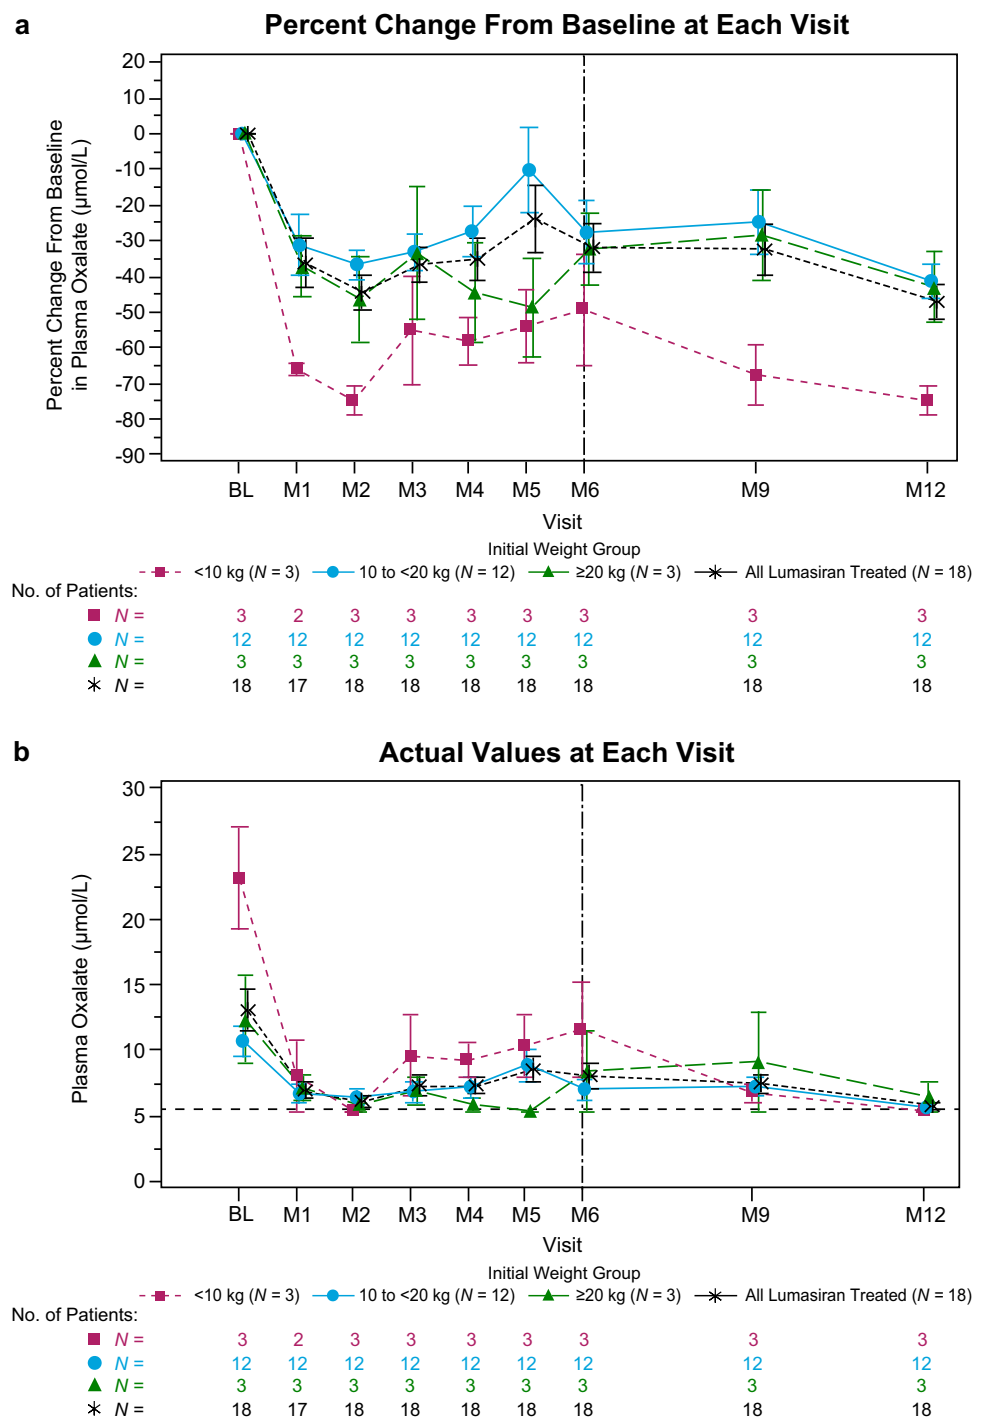 a
Percent Change From Baseline at Each Visit
Percent Change From Baseline
in Plasma Oxalate (μmol/L)
20
10
0
-10
-20
-30
-40
-50
-60
-70
-80
-90
BL M1 M2 M3 M4 M5 M6 M9 M12
Visit
Initial Weight Group
<10 kg (N = 3) 10 to <20 kg (N = 12) ≥20 kg (N = 3) All Lumasiran Treated (N = 18)
No. of Patients:
N = 3 2 3 3 3 3 3 3 3
N = 12 12 12 12 12 12 12 12 12
N = 3 3 3 3 3 3 3 3 3
N = 18 17 18 18 18 18 18 18 18
b
Actual Values at Each Visit
Plasma Oxalate (μmol/L)
30
25
20
15
10
5
0
BL M1 M2 M3 M4 M5 M6 M9 M12
Visit
Initial Weight Group
<10 kg (N = 3) 10 to <20 kg (N = 12) ≥20 kg (N = 3) All Lumasiran Treated (N = 18)
No. of Patients:
N = 3 2 3 3 3 3 3 3 3
N = 12 12 12 12 12 12 12 12 12
N = 3 3 3 3 3 3 3 3 3
N = 18 17 18 18 18 18 18 18 18